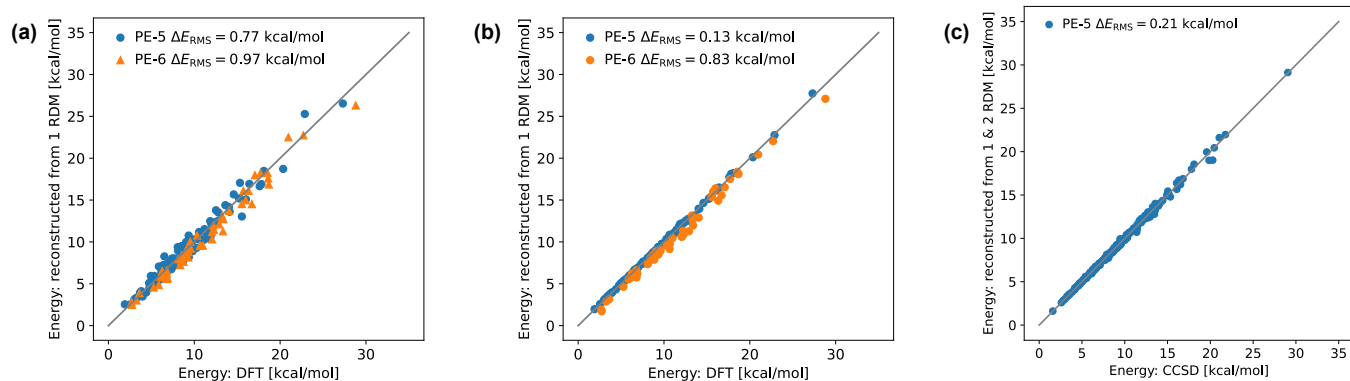 (a)
PE-5 ΔE_RMS = 0.77 kcal/mol
PE-6 ΔE_RMS = 0.97 kcal/mol
Energy: reconstructed from 1 RDM [kcal/mol]
35
30
25
20
15
10
5
0
0 10 20 30
Energy: DFT [kcal/mol]
(b)
PE-5 ΔE_RMS = 0.13 kcal/mol
PE-6 ΔE_RMS = 0.83 kcal/mol
Energy: reconstructed from 1 RDM [kcal/mol]
35
30
25
20
15
10
5
0
0 10 20 30
Energy: DFT [kcal/mol]
(c)
PE-5 ΔE_RMS = 0.21 kcal/mol
Energy: reconstructed from 1 & 2 RDM [kcal/mol]
35
30
25
20
15
10
5
0
0 5 10 15 20 25 30 35
Energy: CCSD [kcal/mol]